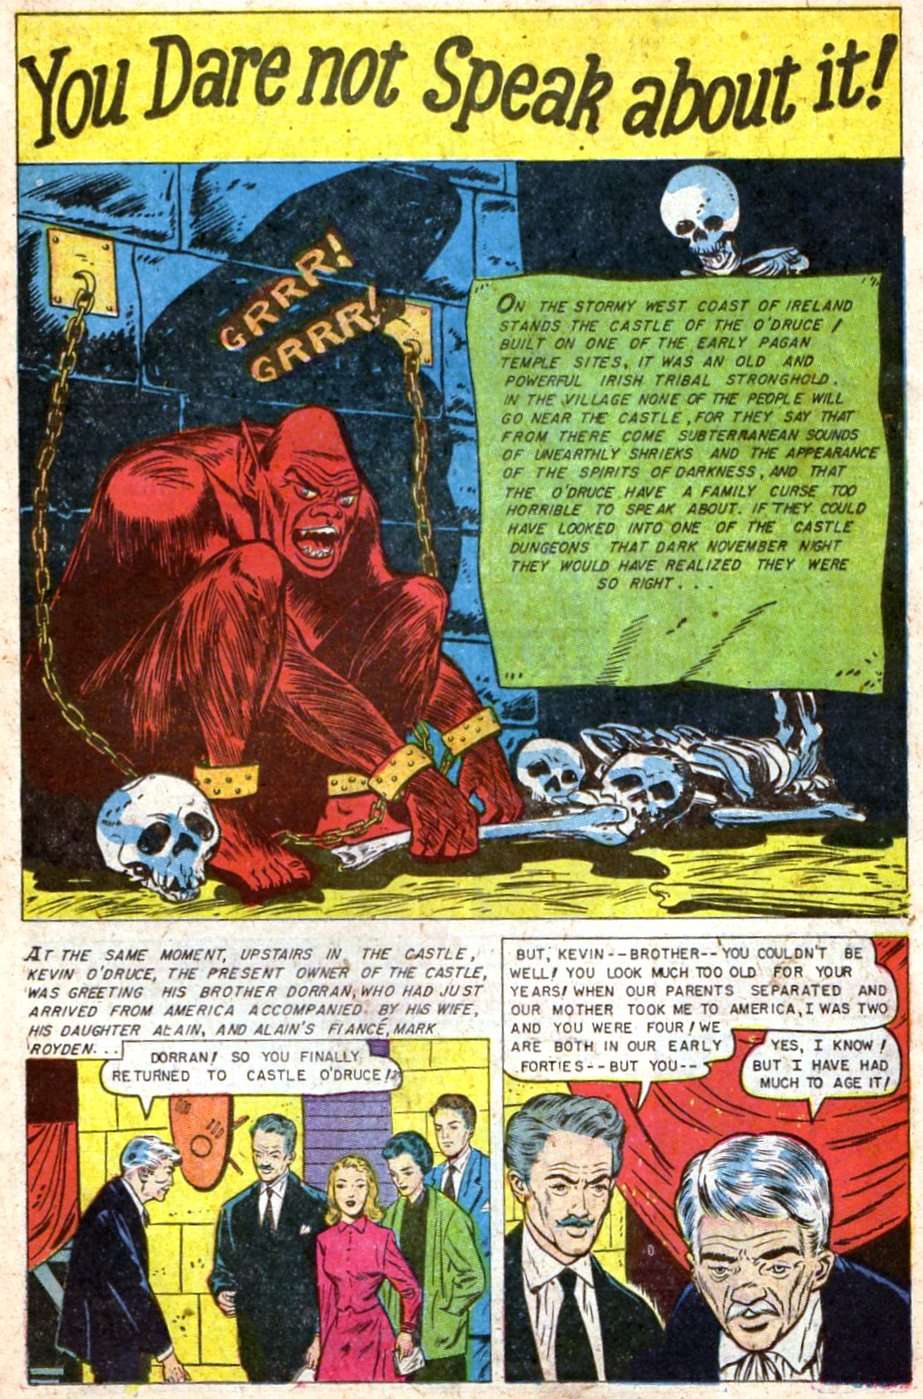 You Dare not Speak about it!
GRRR!
GRRR!
ON THE STORMY WEST COAST OF IRELAND
STANDS THE CASTLE OF THE O'DRUCE!
BUILT ON ONE OF THE EARLY PAGAN
TEMPLE SITES, IT WAS AN OLD AND
POWERFUL IRISH TRIBAL STRONGHOLD.
IN THE VILLAGE NONE OF THE PEOPLE WILL
GO NEAR THE CASTLE, FOR THEY SAY THAT
FROM THERE COME SUBTERRANEAN SOUNDS
OF UNEARTHLY SHRIEKS AND THE APPEARANCE
OF THE SPIRITS OF DARKNESS, AND THAT
THE O'DRUCE HAVE A FAMILY CURSE TOO
HORRIBLE TO SPEAK ABOUT. IF THEY COULD
HAVE LOOKED INTO ONE OF THE CASTLE
DUNGEONS THAT DARK NOVEMBER NIGHT
THEY WOULD HAVE REALIZED THEY WERE
SO RIGHT...
AT THE SAME MOMENT, UPSTAIRS IN THE CASTLE,
KEVIN O'DRUCE, THE PRESENT OWNER OF THE CASTLE,
WAS GREETING HIS BROTHER DORRAN, WHO HAD JUST
ARRIVED FROM AMERICA ACCOMPANIED BY HIS WIFE,
HIS DAUGHTER ALAIN, AND ALAIN'S FIANCÉ, MARK
ROYDEN...
DORRAN! SO YOU FINALLY
RETURNED TO CASTLE O'DRUCE!
BUT, KEVIN--BROTHER--YOU COULDN'T BE
WELL! YOU LOOK MUCH TOO OLD FOR YOUR
YEARS! WHEN OUR PARENTS SEPARATED AND
OUR MOTHER TOOK ME TO AMERICA, I WAS TWO
AND YOU WERE FOUR! WE
ARE BOTH IN OUR EARLY
FORTIES--BUT YOU--
YES, I KNOW!
BUT I HAVE HAD
MUCH TO AGE IT!